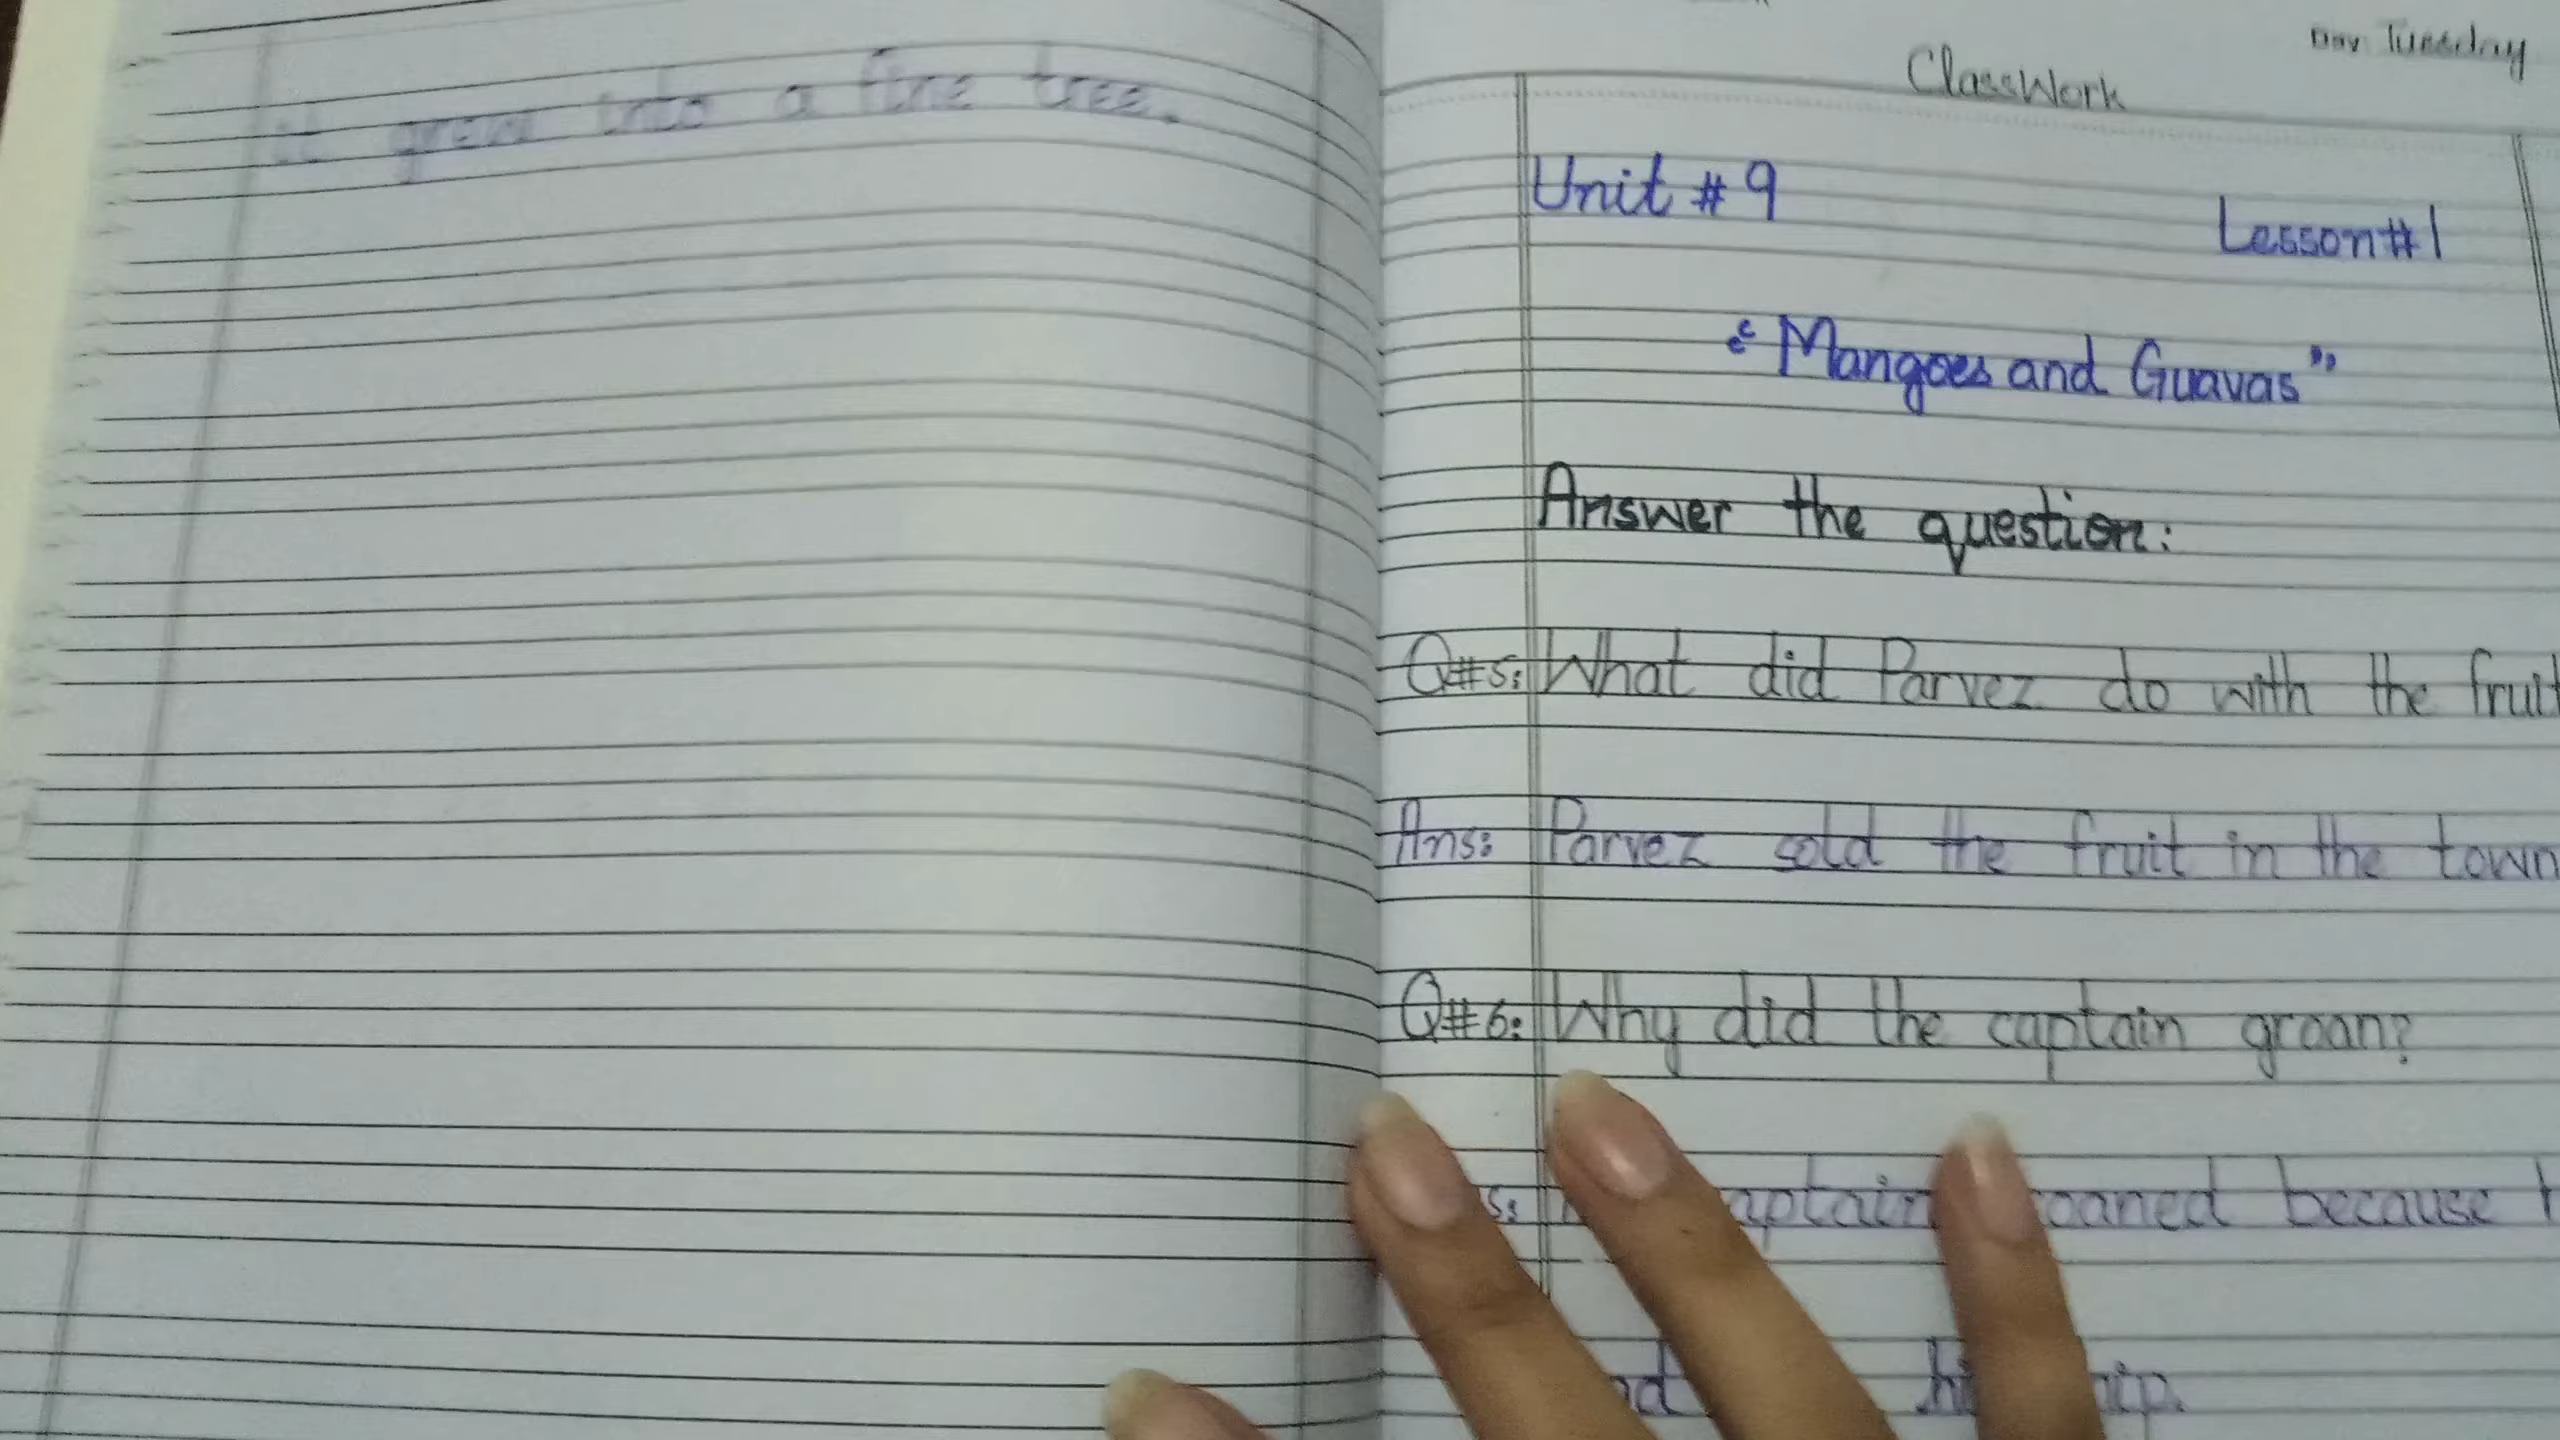 it grew into a fine tree.
Day Tuesday
ClassWork
Unit # 9
Lesson#1
"Mangoes and Guavas"
Answer the question:
Q#5: What did Parvez do with the fruit
Ans: Parvez sold the fruit in the town
Q#6: Why did the captain groan?
because